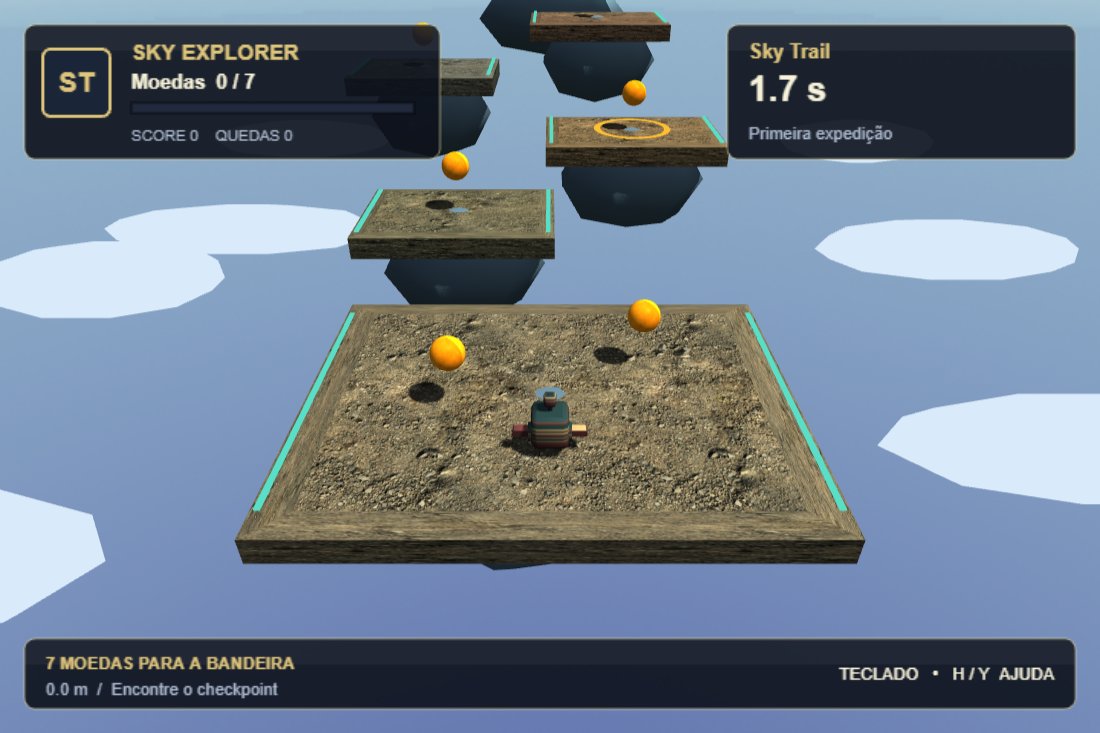 ST
SKY EXPLORER
Moedas 0 / 7
SCORE 0 QUEDAS 0
Sky Trail
1.7 s
Primeira expedição
7 MOEDAS PARA A BANDEIRA
0.0 m / Encontre o checkpoint
TECLADO • H / Y AJUDA